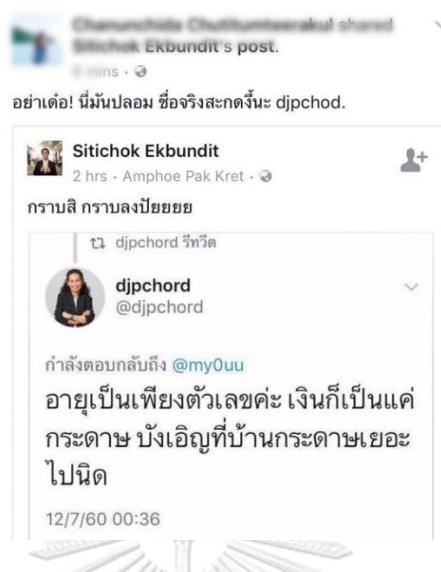 shared
Sitichok Ekbundit's post.
mins ·
อย่าเด้อ! นี่มันปลอม ชื่อจริงสะกดงี้นะ djpchod.
Sitichok Ekbundit
2 hrs · Amphoe Pak Kret ·
กราบสิ กราบลงปัยยยย
djpchord รีทวีต
djpchord
@djpchord
กำลังตอบกลับถึง @my0uu
อายุเป็นเพียงตัวเลขค่ะ เงินก็เป็นแค่
กระดาษ บังเอิญที่บ้านกระดาษเยอะ
ไปนิด
12/7/60 00:36